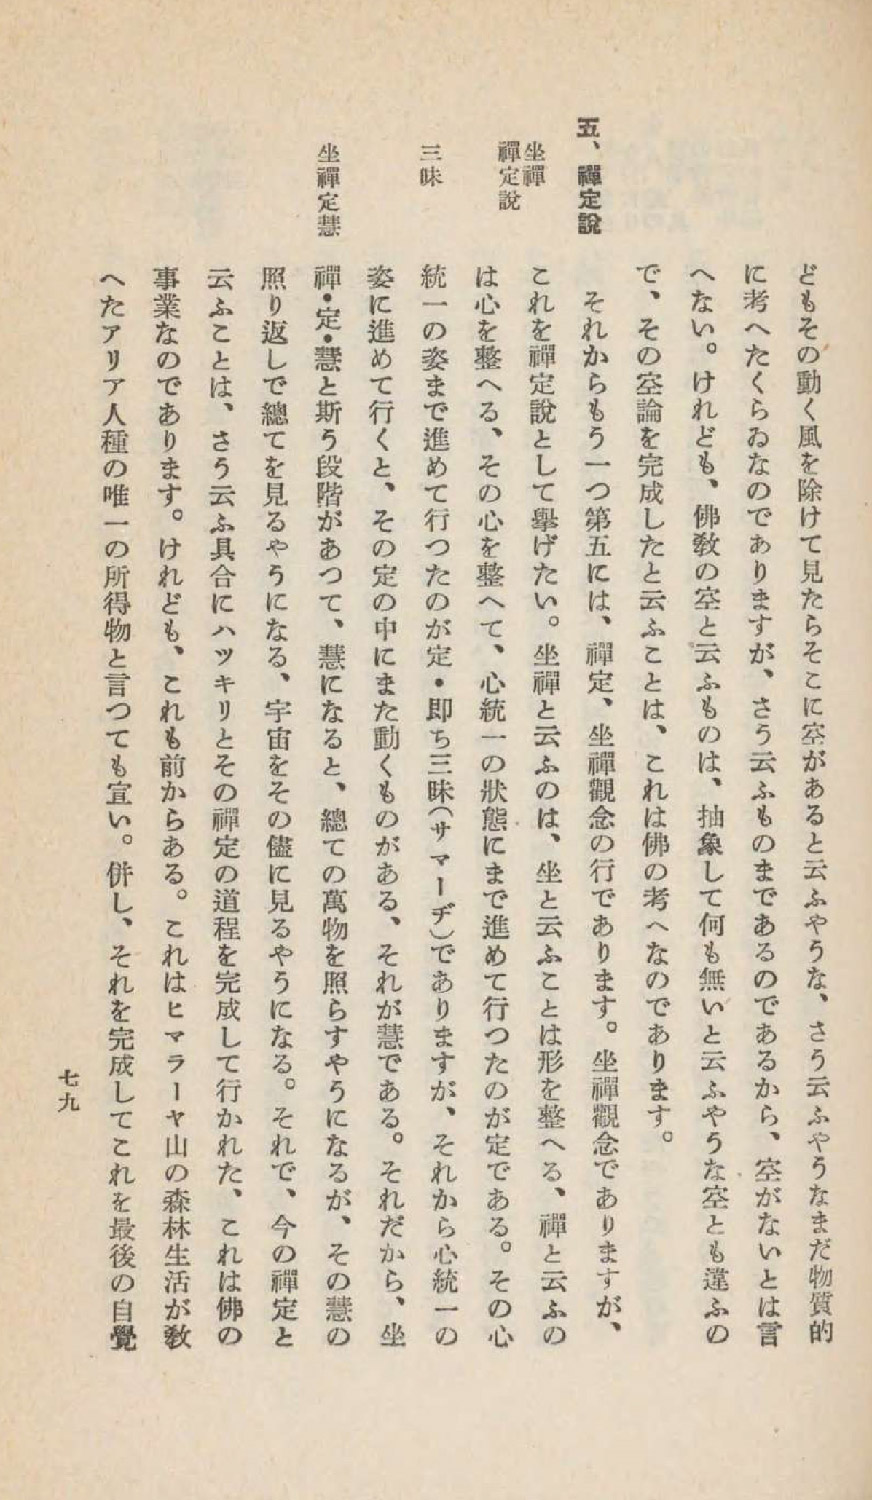 どもその動く風を除けて見たらそこに空があると云ふやうな、さう云ふやうなまだ物質的
に考へたくらゐなのでありますが、さう云ふものまであるのであるから、空がないとは言
へない。けれども、佛敎の空と云ふものは、抽象して何も無いと云ふやうな空とも違ふの
で、その空論を完成したと云ふことは、これは佛の考へなのであります。
五、禪定說
それからもう一つ第五には、禪定、坐禪觀念の行であります。坐禪觀念でありますが、
坐禪
禪定說
これを禪定說として擧げたい。坐禪と云ふのは、坐と云ふことは形を整へる、禪と云ふの
は心を整へる、その心を整へて、心統一の狀態にまで進めて行つたのが定である。その心
三昧
統一の姿まで進めて行つたのが定・卽ち三昧(サマーヂ)でありますが、それから心統一の
姿に進めて行くと、その定の中にまた動くものがある、それが慧である。それだから、坐
坐禪定慧
禪・定・慧と斯う段階があつて、慧になると、總ての萬物を照らすやうになるが、その慧の
照り返しで總てを見るやうになる、宇宙をその儘に見るやうになる。それで、今の禪定と
云ふことは、さう云ふ具合にハツキリとその禪定の道程を完成して行かれた、これは佛の
事業なのであります。けれども、これも前からある。これはヒマラーヤ山の森林生活が敎
へたアリア人種の唯一の所得物と言つても宜い。併し、それを完成してこれを最後の自覺
七九